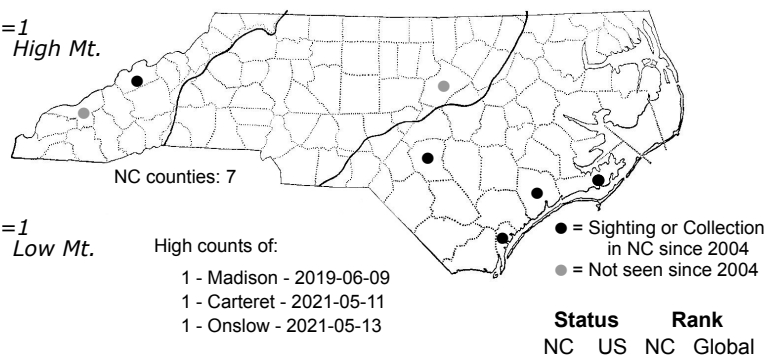 =1
High Mt.
NC counties: 7
=1
Low Mt.
High counts of:
1 - Madison - 2019-06-09
1 - Carteret - 2021-05-11
1 - Onslow - 2021-05-13
● = Sighting or Collection
in NC since 2004
● = Not seen since 2004
Status Rank
NC US NC Global